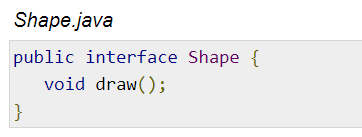 Shape.java
public interface Shape {
   void draw();
}